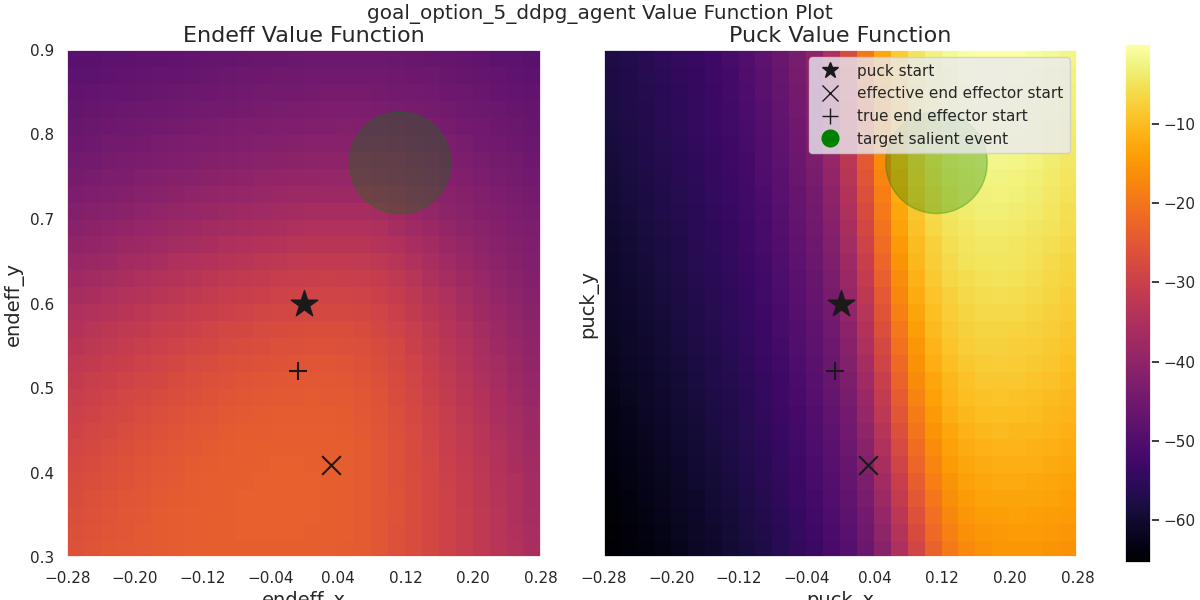 goal_option_5_ddpg_agent Value Function Plot
Endeff Value Function
Puck Value Function
puck start
effective end effector start
true end effector start
target salient event
endeff_y
0.9
0.8
0.7
0.6
0.5
0.4
0.3
−0.28 −0.20 −0.12 −0.04 0.04 0.12 0.20 0.28
endeff_x
puck_y
−0.28 −0.20 −0.12 −0.04 0.04 0.12 0.20 0.28
puck_x
−10
−20
−30
−40
−50
−60